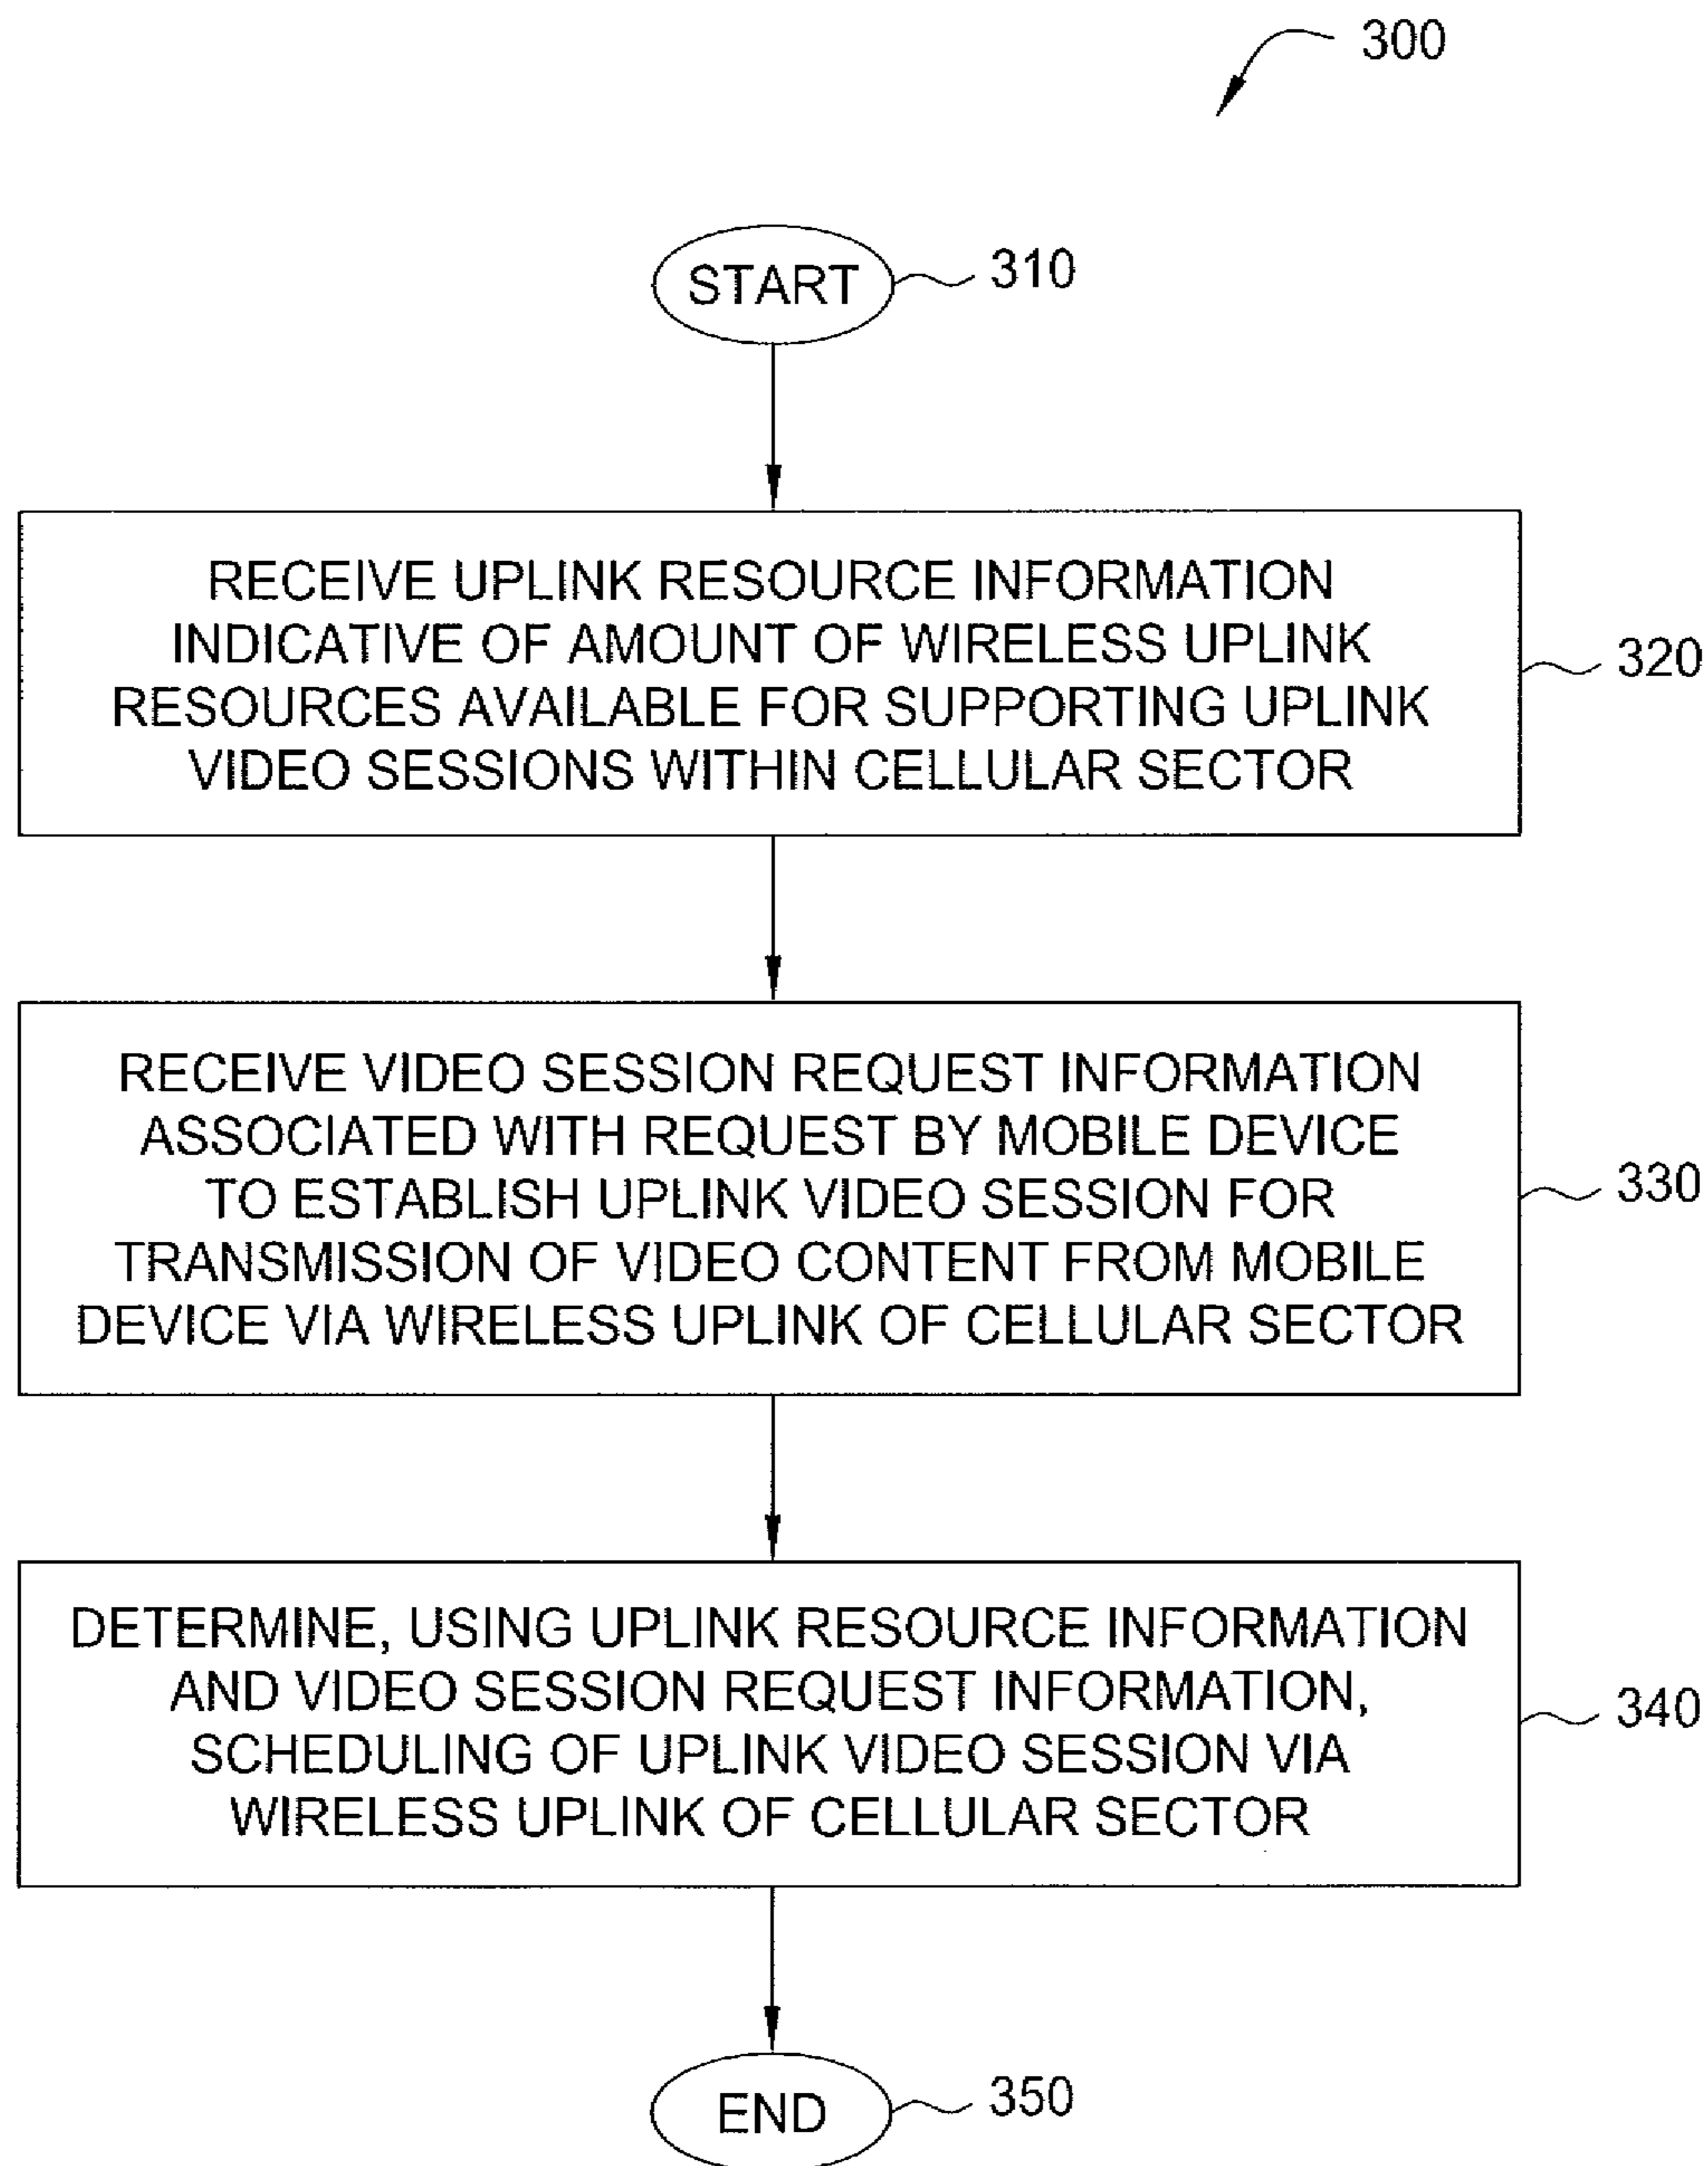 300
START
310
RECEIVE UPLINK RESOURCE INFORMATION
INDICATIVE OF AMOUNT OF WIRELESS UPLINK
RESOURCES AVAILABLE FOR SUPPORTING UPLINK
VIDEO SESSIONS WITHIN CELLULAR SECTOR
320
RECEIVE VIDEO SESSION REQUEST INFORMATION
ASSOCIATED WITH REQUEST BY MOBILE DEVICE
TO ESTABLISH UPLINK VIDEO SESSION FOR
TRANSMISSION OF VIDEO CONTENT FROM MOBILE
DEVICE VIA WIRELESS UPLINK OF CELLULAR SECTOR
330
DETERMINE, USING UPLINK RESOURCE INFORMATION
AND VIDEO SESSION REQUEST INFORMATION,
SCHEDULING OF UPLINK VIDEO SESSION VIA
WIRELESS UPLINK OF CELLULAR SECTOR
340
END
350